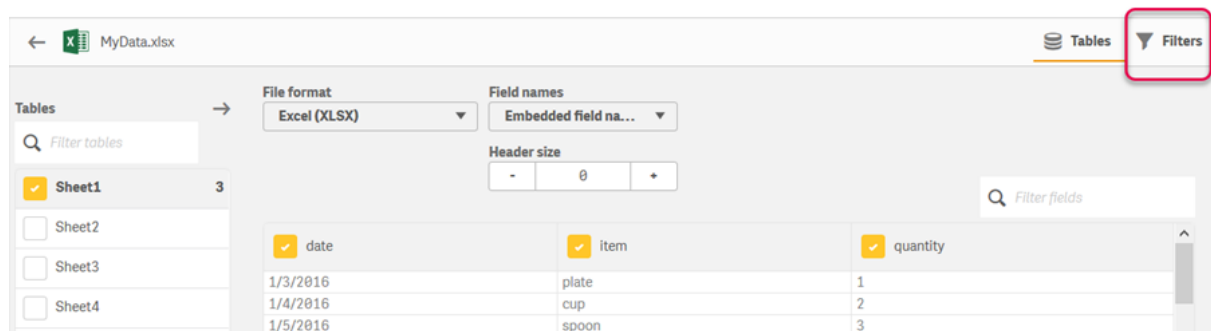 MyData.xlsx
Tables
Filters
Tables
File format
Field names
Excel (XLSX)
Embedded field na...
Filter tables
Header size
- 0 +
Sheet1 3
Filter fields
Sheet2
date item quantity
Sheet3
1/3/2016 plate 1
Sheet4
1/4/2016 cup 2
1/5/2016 spoon 3